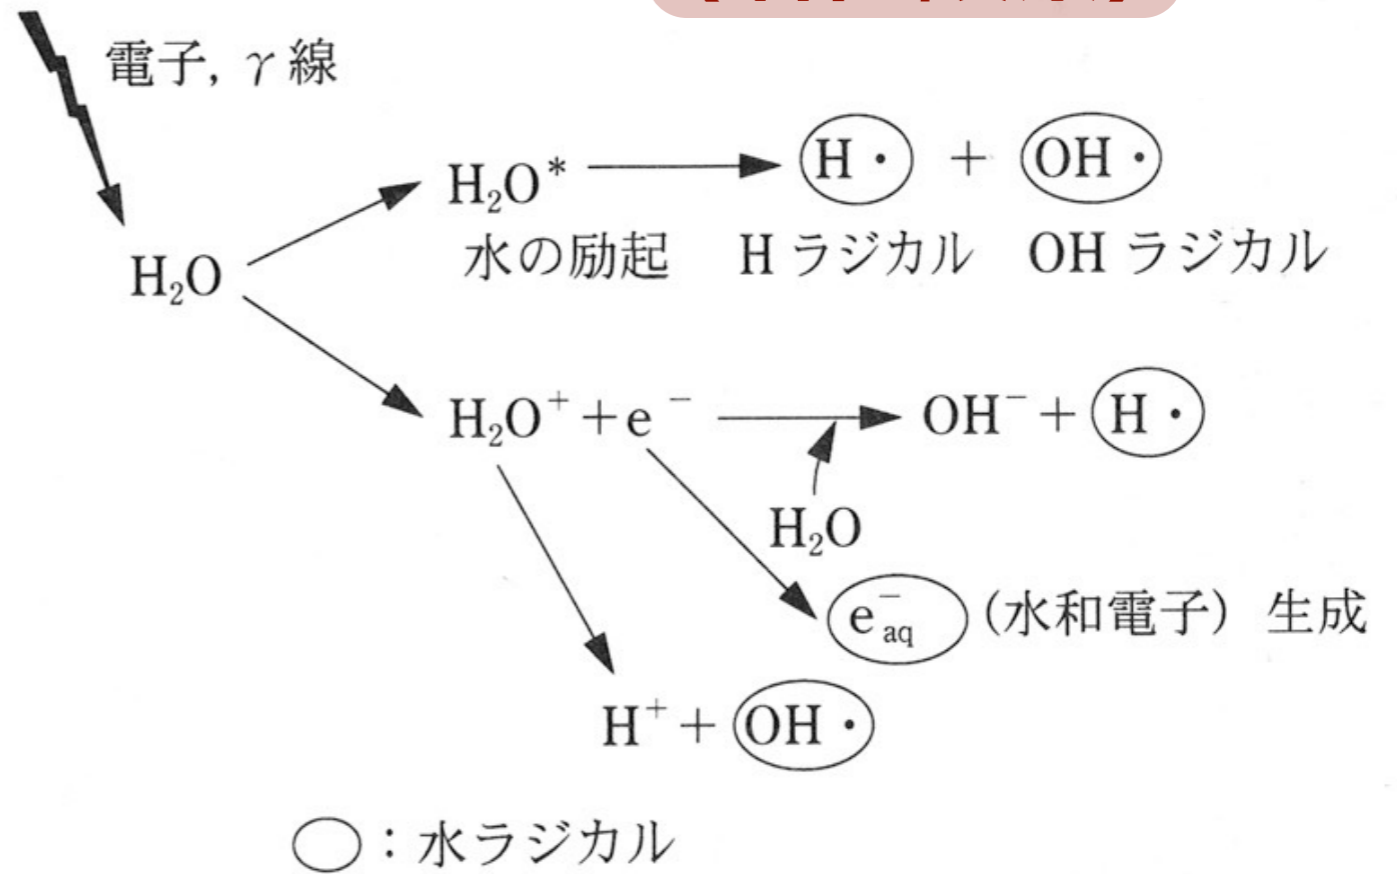 電子, γ線
H₂O* H・ + OH・
水の励起 Hラジカル OHラジカル
H₂O
H₂O⁺+e⁻ OH⁻+H・
H₂O
e⁻aq (水和電子) 生成
H⁺+OH・
○:水ラジカル